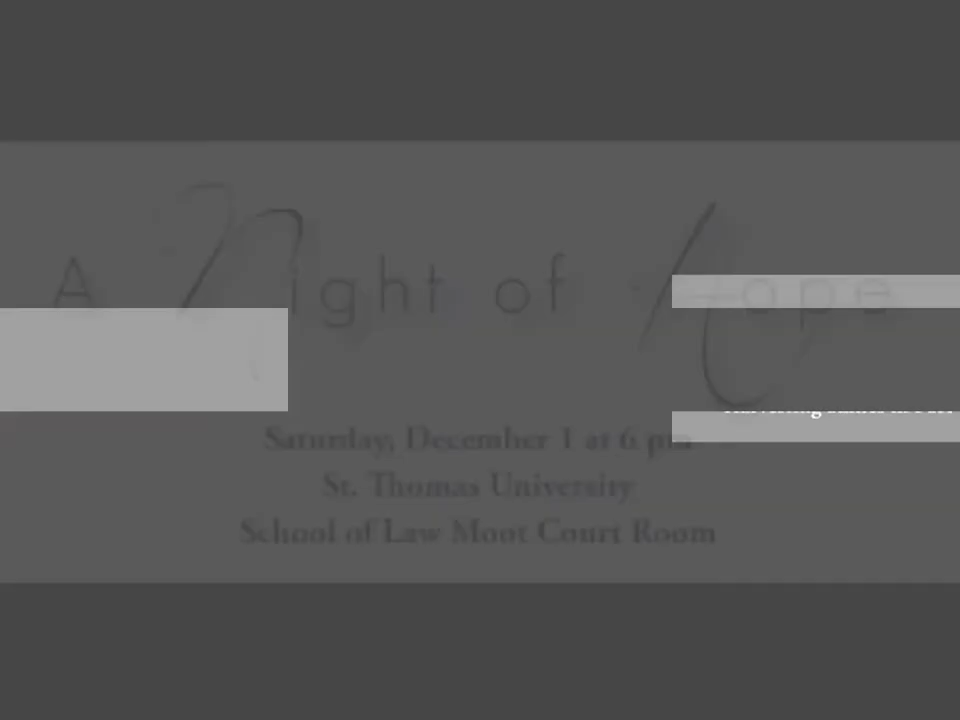 A Night of Hope
Saturday, December 1 at 6 pm
St. Thomas University
School of Law Moot Court Room